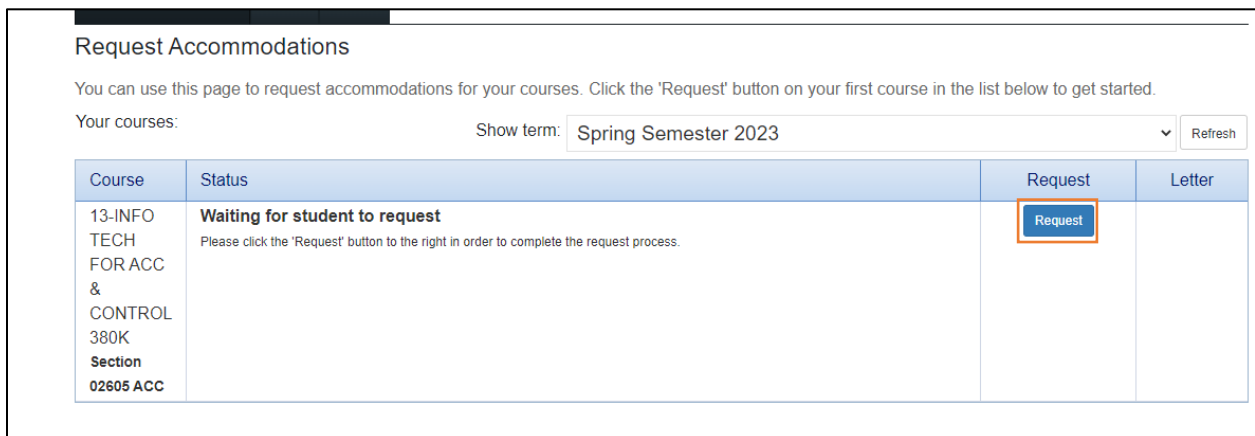 Request Accommodations
You can use this page to request accommodations for your courses. Click the 'Request' button on your first course in the list below to get started.
Your courses:
Show term: Spring Semester 2023 Refresh
Course Status Request Letter
13-INFO
TECH
FOR ACC
&
CONTROL
380K
Section
02605 ACC
Waiting for student to request
Please click the 'Request' button to the right in order to complete the request process.
Request